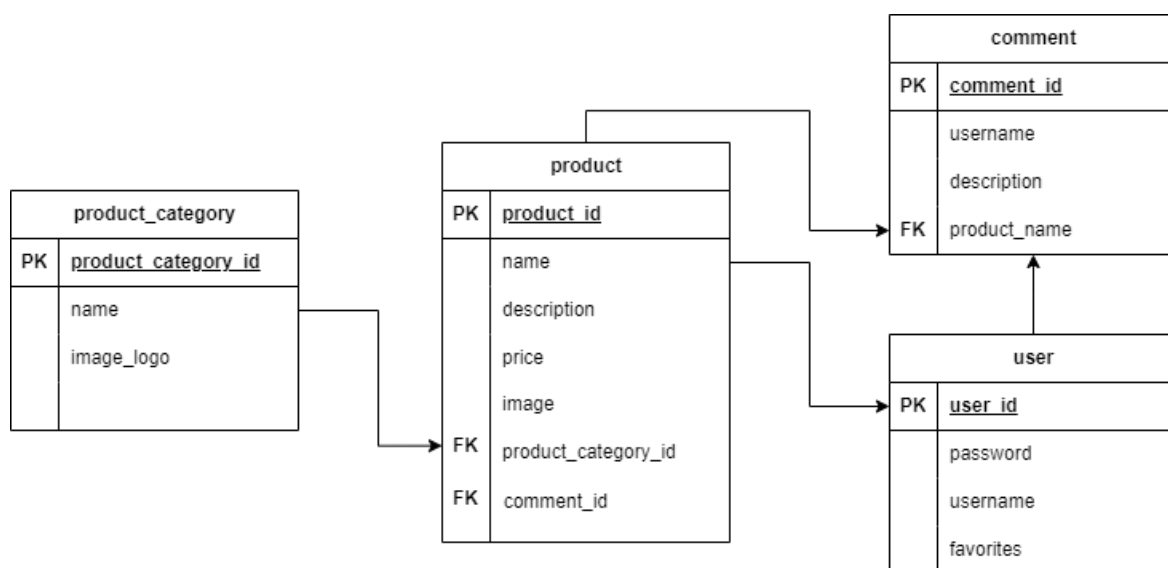 product_category
PK product_category_id
name
image_logo
product
PK product_id
name
description
price
image
FK product_category_id
FK comment_id
comment
PK comment_id
username
description
FK product_name
user
PK user_id
password
username
favorites